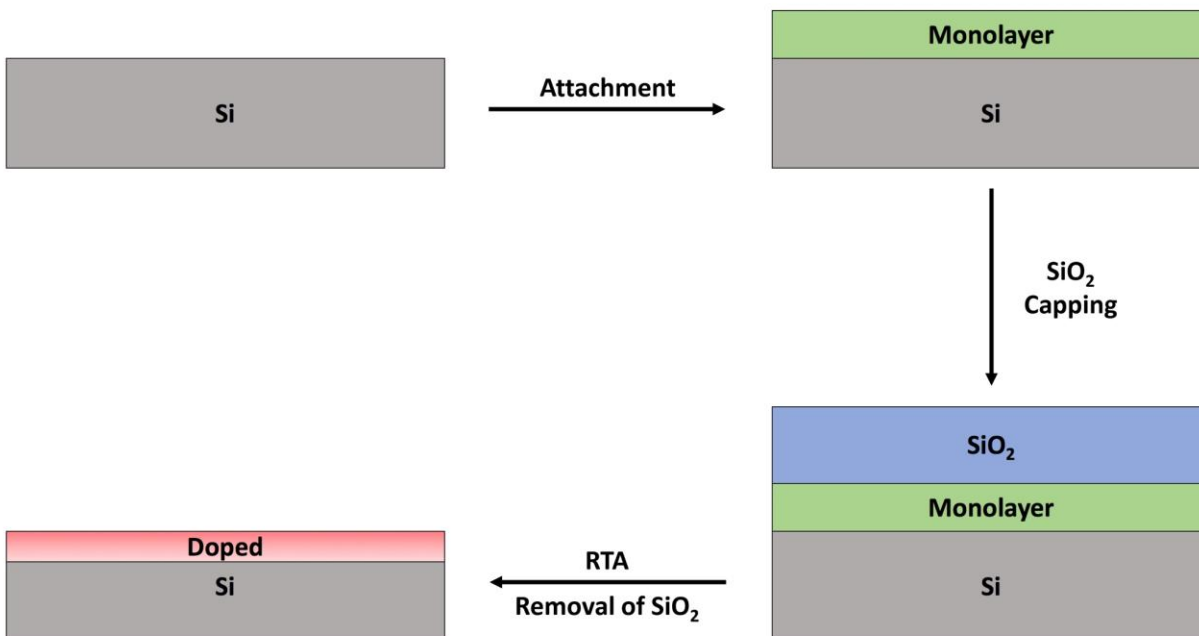 Si
Attachment
Monolayer
Si
SiO₂
Capping
SiO₂
Monolayer
Si
RTA
Removal of SiO₂
Doped
Si